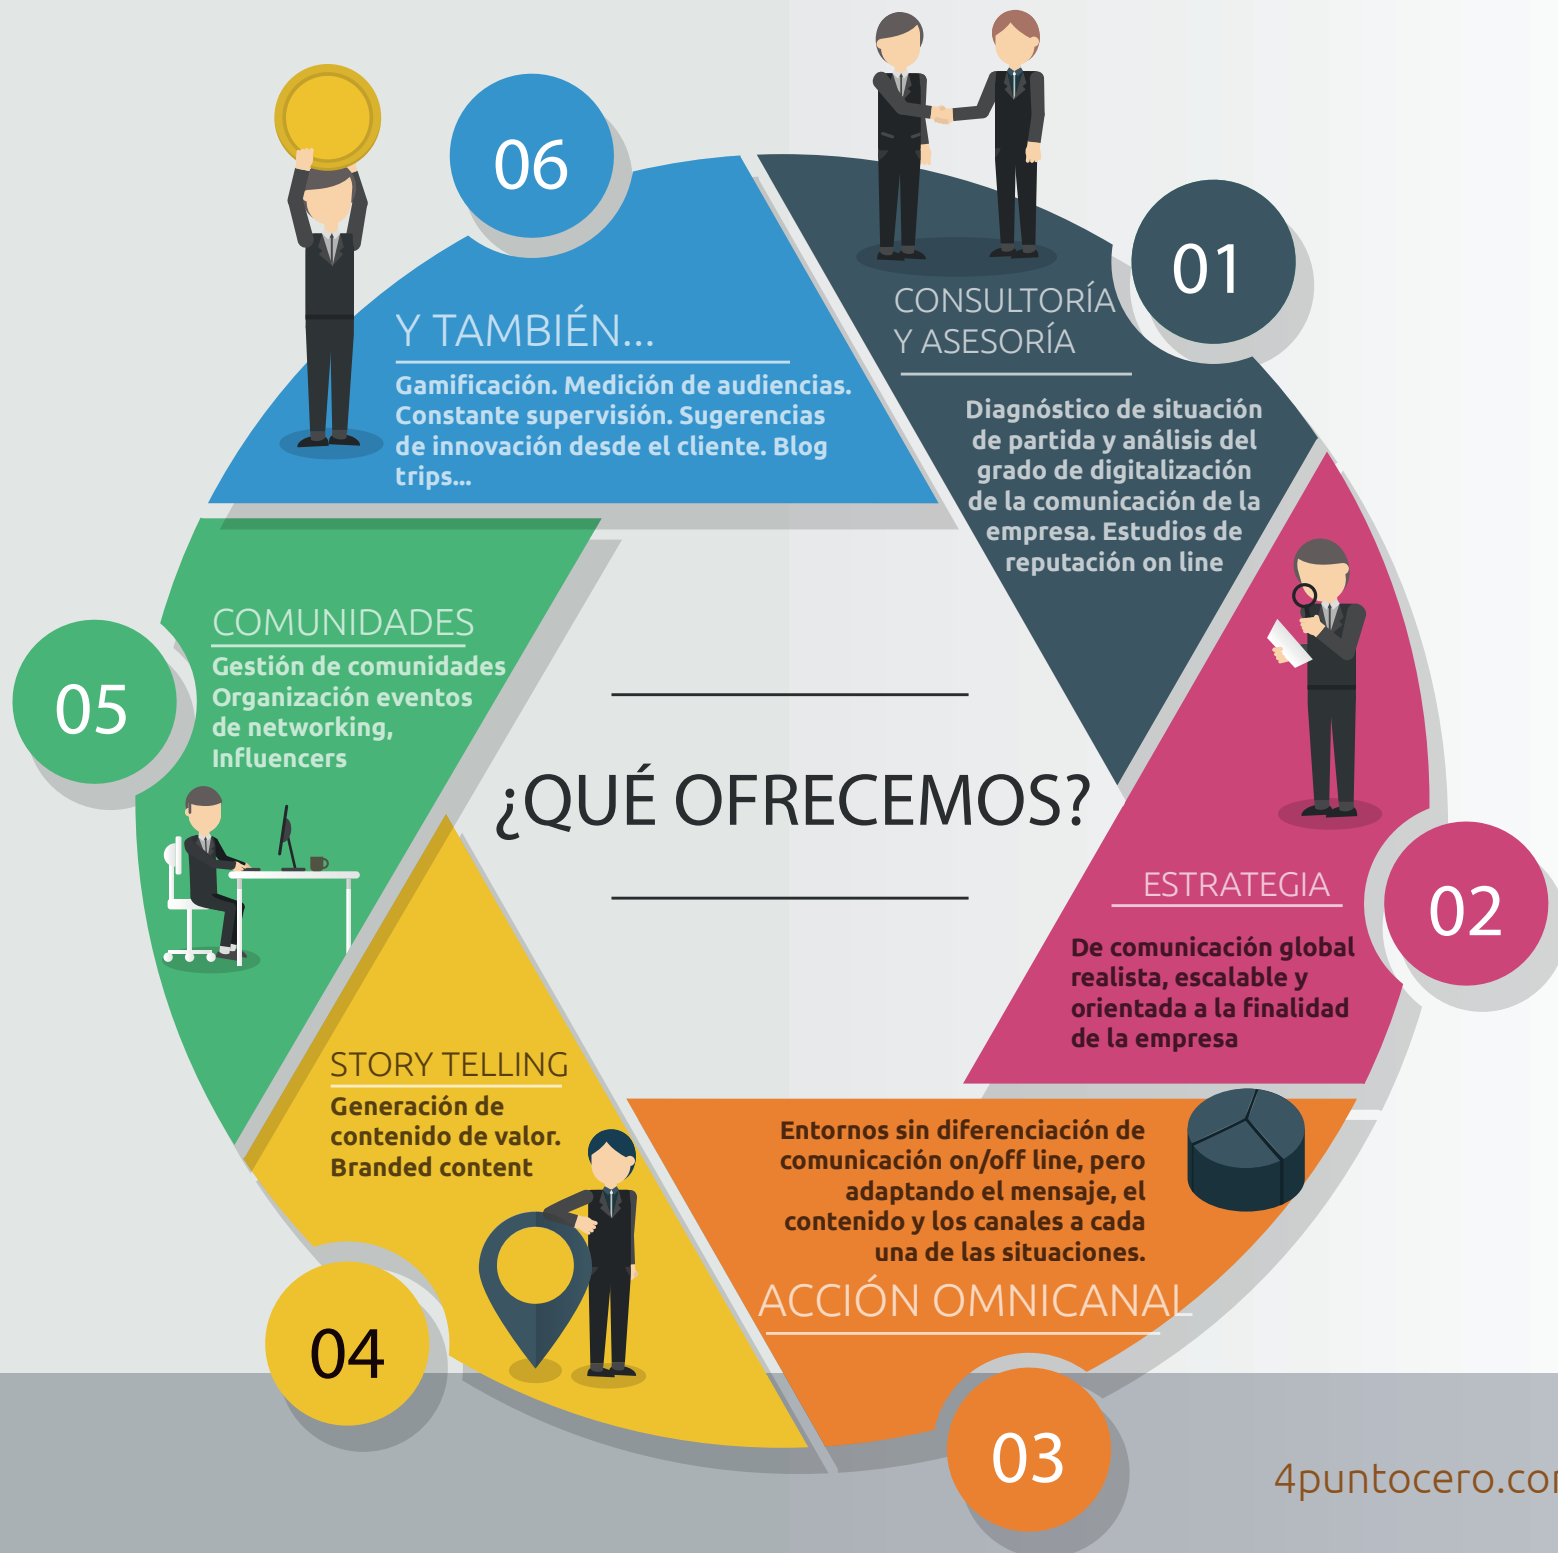 ¿QUÉ OFRECEMOS?
01
CONSULTORÍA
Y ASESORÍA
Diagnóstico de situación
de partida y análisis del
grado de digitalización
de la comunicación de la
empresa. Estudios de
reputación on line
02
ESTRATEGIA
De comunicación global
realista, escalable y
orientada a la finalidad
de la empresa
03
Entornos sin diferenciación de
comunicación on/off line, pero
adaptando el mensaje, el
contenido y los canales a cada
una de las situaciones.
ACCIÓN OMNICANAL
04
STORY TELLING
Generación de
contenido de valor.
Branded content
05
COMUNIDADES
Gestión de comunidades
Organización eventos
de networking,
Influencers
06
Y TAMBIÉN...
Gamificación. Medición de audiencias.
Constante supervisión. Sugerencias
de innovación desde el cliente. Blog
trips...
4puntocero.com